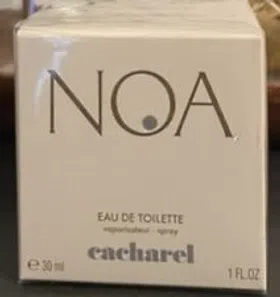 NOA
EAU DE TOILETTE
vaporisateur - spray
cacharel
℮ 30 ml 1 FL.OZ